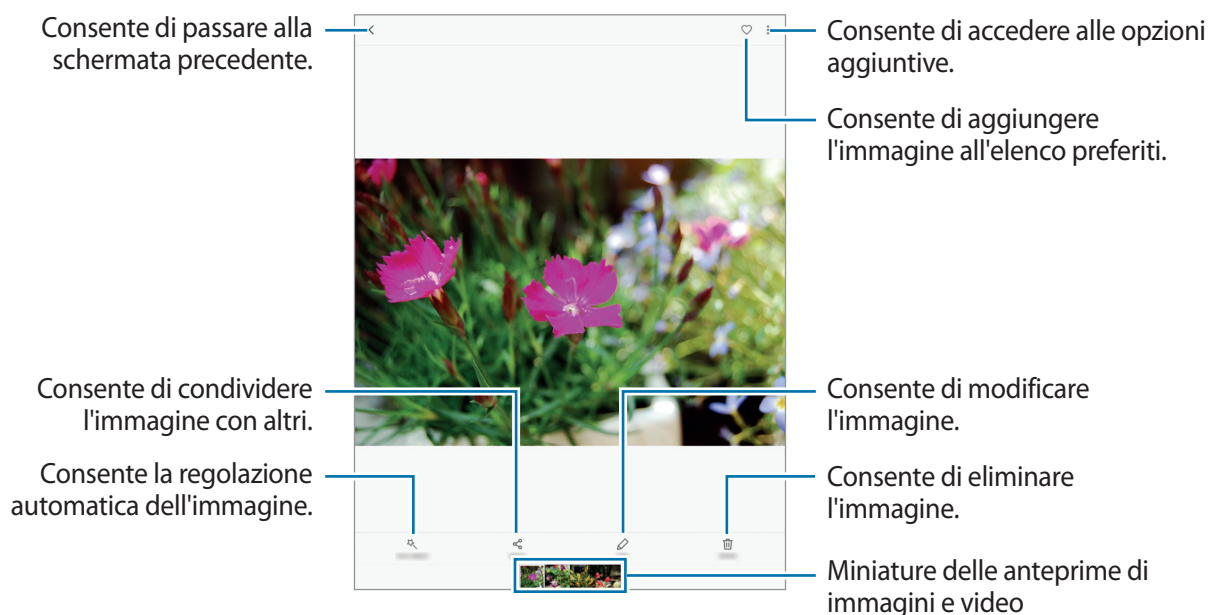 Consente di passare alla
schermata precedente.
Consente di accedere alle opzioni
aggiuntive.
Consente di aggiungere
l'immagine all'elenco preferiti.
Consente di condividere
l'immagine con altri.
Consente di modificare
l'immagine.
Consente la regolazione
automatica dell'immagine.
Consente di eliminare
l'immagine.
Miniature delle anteprime di
immagini e video